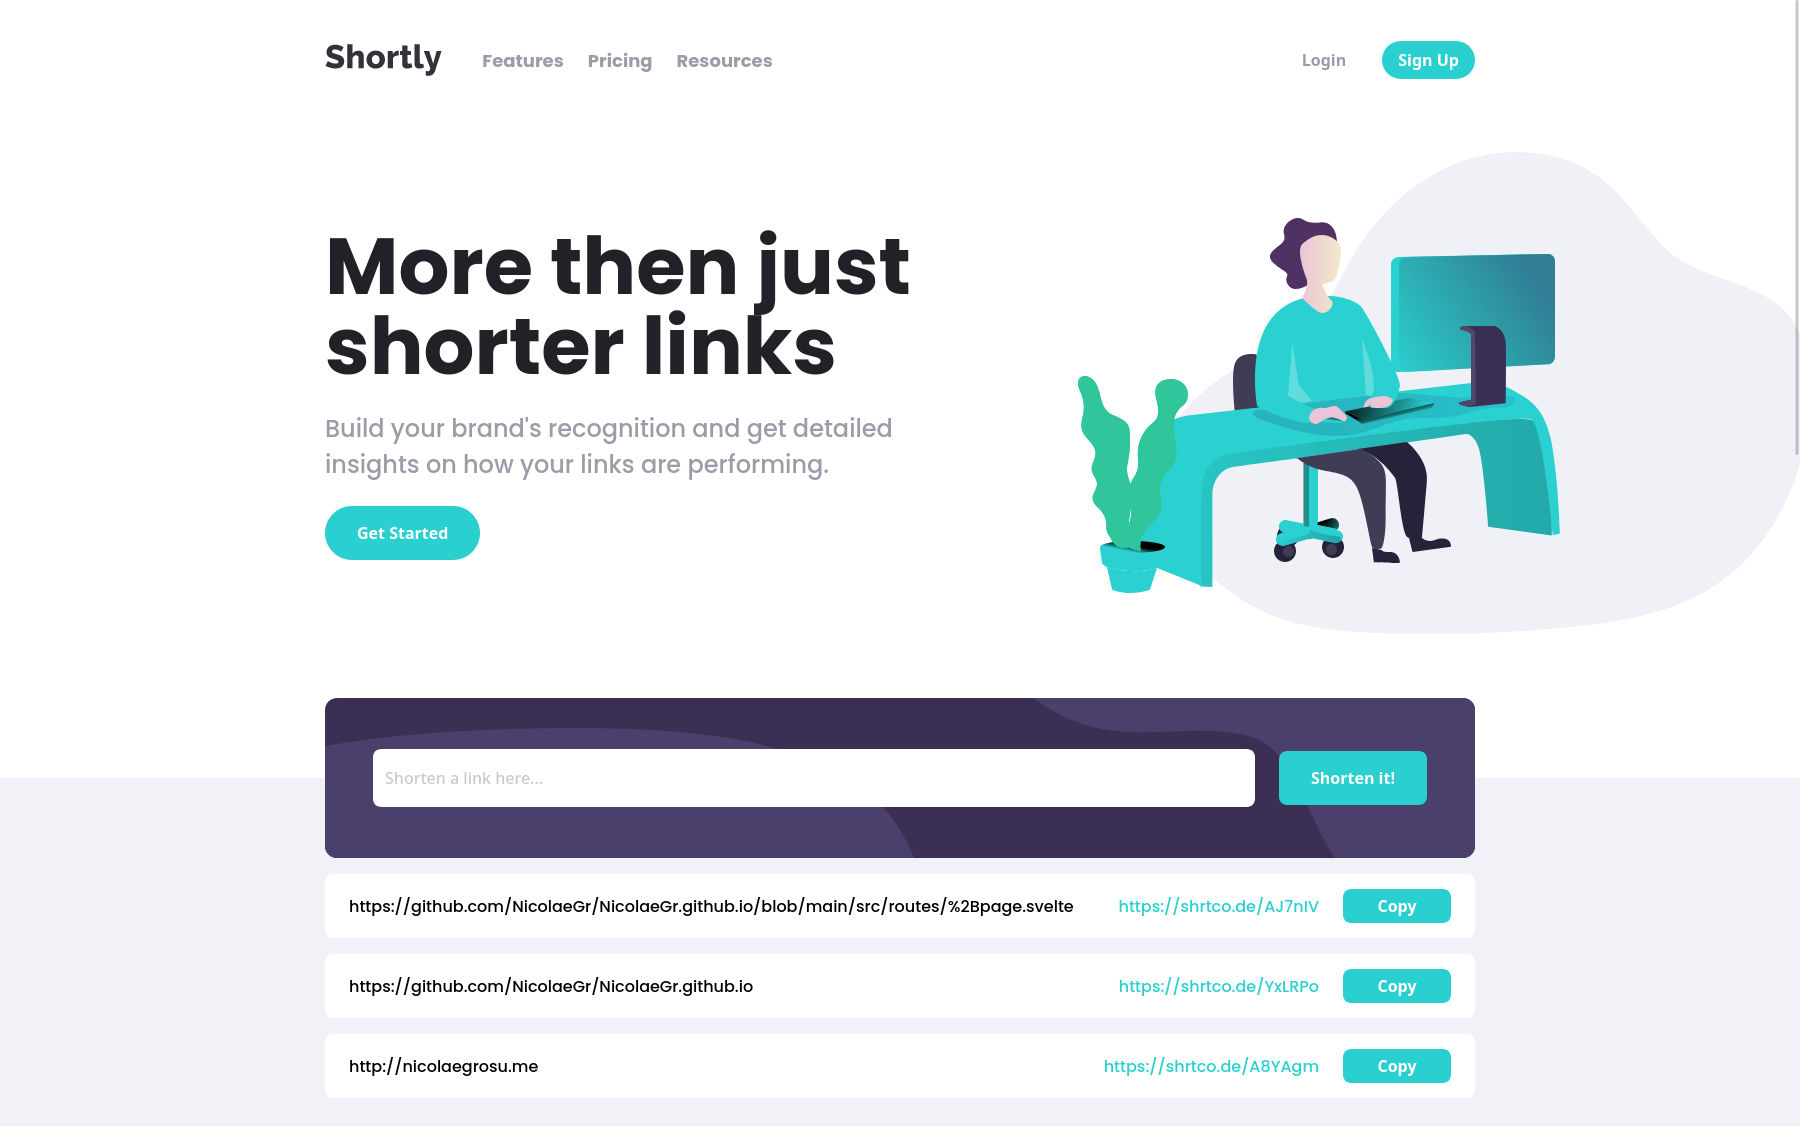 Shortly
Features Pricing Resources
Login
Sign Up
More then just
shorter links
Build your brand's recognition and get detailed
insights on how your links are performing.
Get Started
Shorten a link here...
Shorten it!
https://github.com/NicolaeGr/NicolaeGr.github.io/blob/main/src/routes/%2Bpage.svelte
https://shrtco.de/AJ7nIV
Copy
https://github.com/NicolaeGr/NicolaeGr.github.io
https://shrtco.de/YxLRPo
Copy
http://nicolaegrosu.me
https://shrtco.de/A8YAgm
Copy